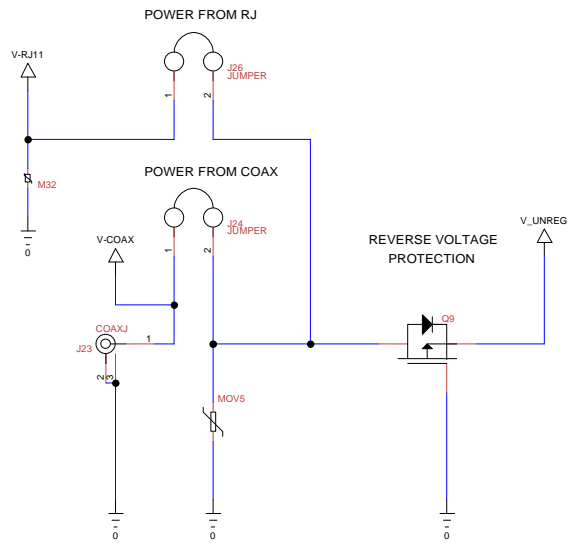 POWER FROM RJ
V-RJ11
J26
JUMPER
1
2
M32
0
POWER FROM COAX
J24
JUMPER
1
2
V-COAX
V_UNREG
REVERSE VOLTAGE
PROTECTION
Q9
COAXJ
J23
1
2
3
MOV5
0
0
0